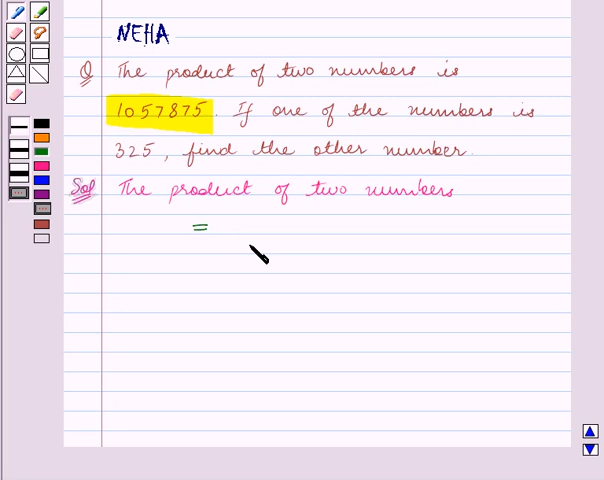 NEHA
Q The product of two numbers is
1057875. If one of the numbers is
325, find the other number.
Sol The product of two numbers
=